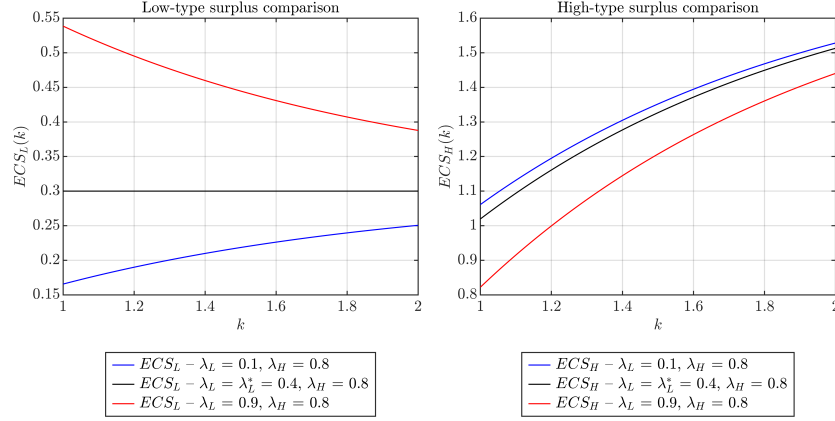 Low-type surplus comparison
0.55
0.5
0.45
0.4
0.35
0.3
0.25
0.2
0.15
ECS_L(k)
1
1.2
1.4
1.6
1.8
2
k
ECS_L – λ_L = 0.1, λ_H = 0.8
ECS_L – λ_L = λ*_L = 0.4, λ_H = 0.8
ECS_L – λ_L = 0.9, λ_H = 0.8
High-type surplus comparison
1.6
1.5
1.4
1.3
1.2
1.1
1
0.9
0.8
ECS_H(k)
1
1.2
1.4
1.6
1.8
2
k
ECS_H – λ_L = 0.1, λ_H = 0.8
ECS_H – λ_L = λ*_L = 0.4, λ_H = 0.8
ECS_H – λ_L = 0.9, λ_H = 0.8